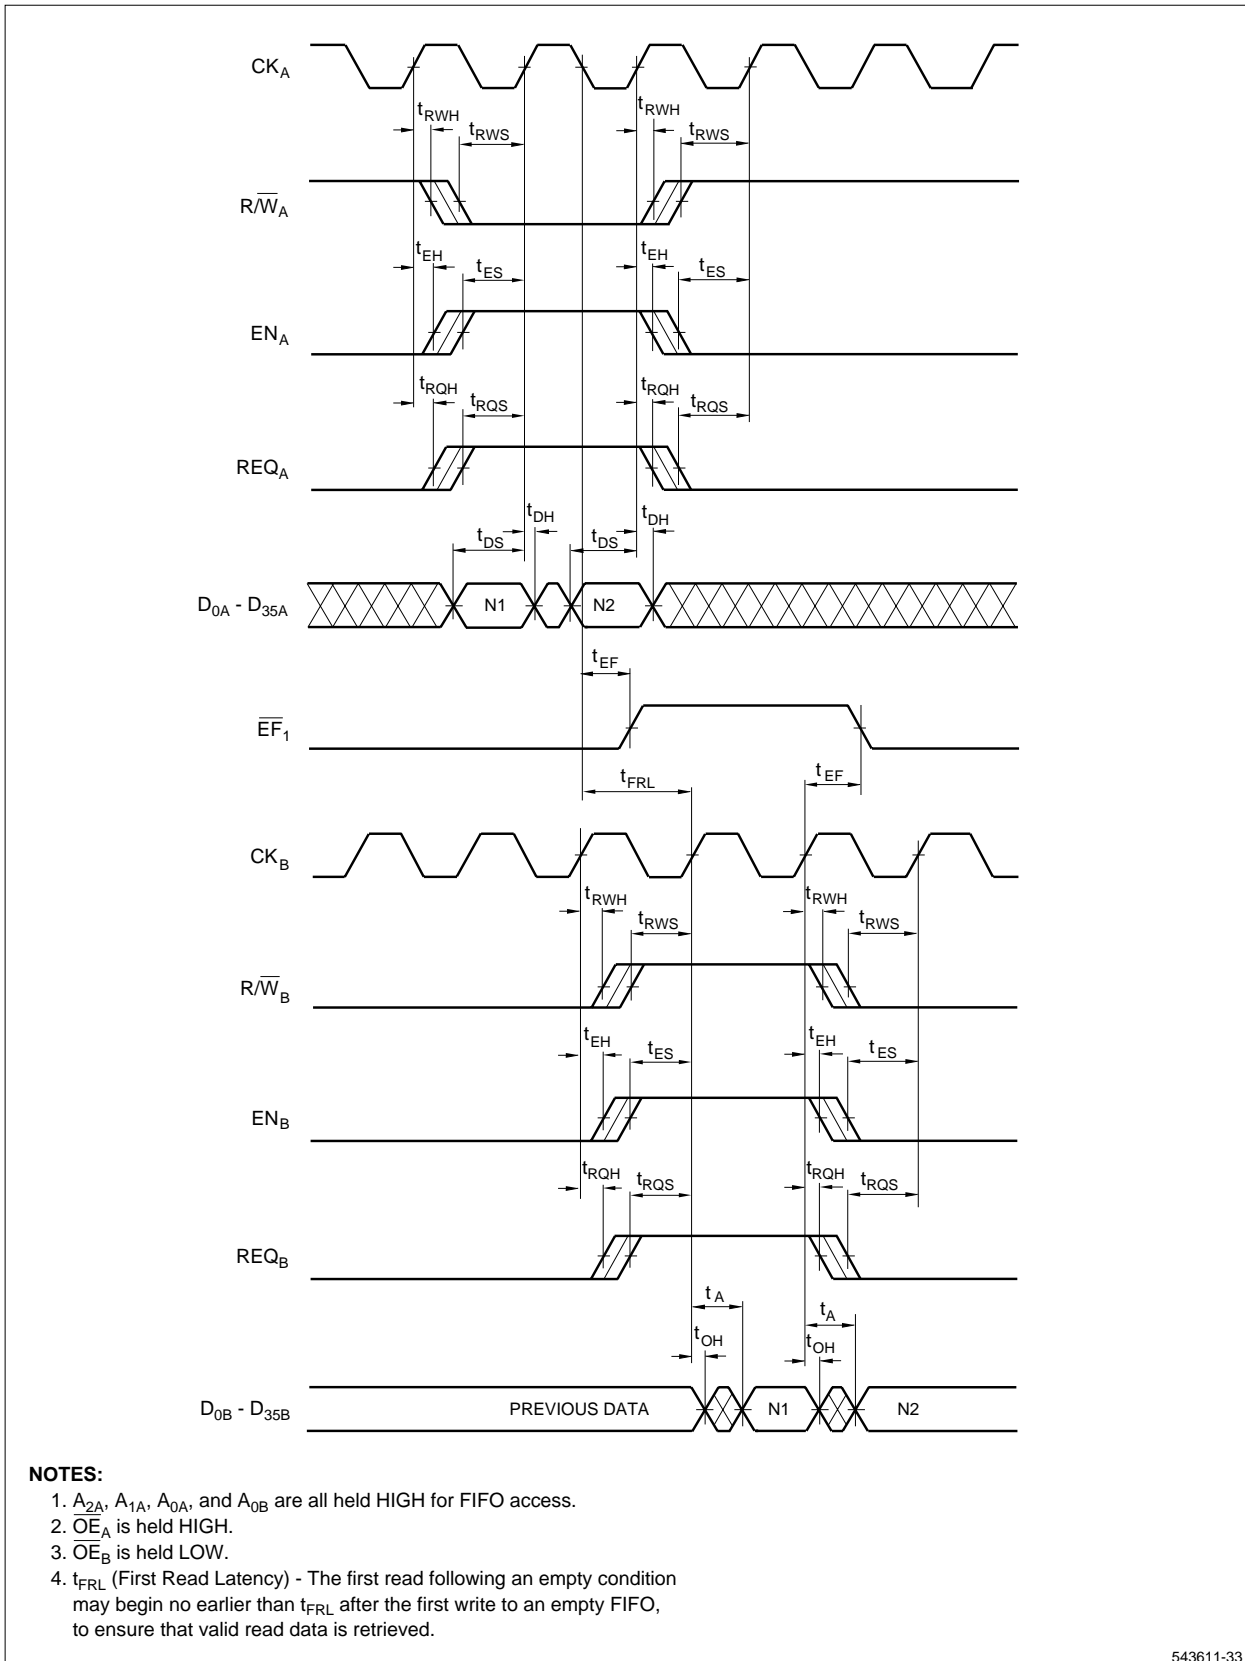 CKA
tRWH tRWS tRWH tRWS
R/W̅A
tEH tES tEH tES
ENA
tRQH tRQS tRQH tRQS
REQA
tDS tDH tDS tDH
D0A - D35A N1 N2
tEF
E̅F̅1
tFRL tEF
CKB
tRWH tRWS tRWH tRWS
R/W̅B
tEH tES tEH tES
ENB
tRQH tRQS tRQH tRQS
REQB
tOH tA tOH tA
D0B - D35B PREVIOUS DATA N1 N2
NOTES:
1. A2A, A1A, A0A, and A0B are all held HIGH for FIFO access.
2. O̅E̅A is held HIGH.
3. O̅E̅B is held LOW.
4. tFRL (First Read Latency) - The first read following an empty condition
may begin no earlier than tFRL after the first write to an empty FIFO,
to ensure that valid read data is retrieved.
543611-33